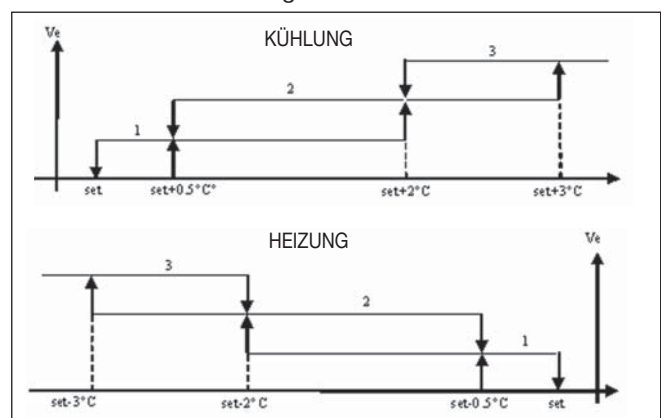 Ve
KÜHLUNG
3
2
1
set set+0.5°C° set+2°C set+3°C
HEIZUNG
Ve
3
2
1
set-3°C set-2°C set-0.5°C set